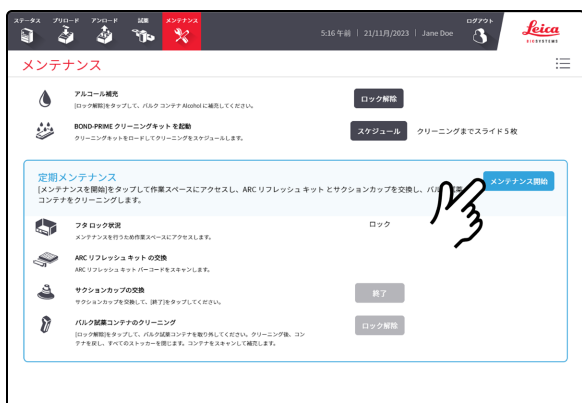 ステータス プリロード アンロード 試薬 メンテナンス
5:16 午前 | 21/11月/2023 | Jane Doe
ログアウト
Leica
BIOSYSTEMS
メンテナンス
アルコール補充
[ロック解除]をタップして、バルク コンテナ Alcohol に補充してください。
ロック解除
BOND-PRIME クリーニングキット を起動
クリーニングキットをロードしてクリーニングをスケジュールします。
スケジュール
クリーニングまでスライド 5 枚
定期メンテナンス
[メンテナンスを開始]をタップして作業スペースにアクセスし、ARC リフレッシュ キット とサクションカップを交換し、バルク試薬
コンテナをクリーニングします。
メンテナンス開始
フタ ロック状況
メンテナンスを行うため作業スペースにアクセスします。
ロック
ARC リフレッシュ キット の交換
ARC リフレッシュ キット バーコードをスキャンします。
サクションカップの交換
サクションカップを交換して、[終了]をタップしてください。
終了
バルク試薬コンテナのクリーニング
[ロック解除]をタップして、バルク試薬コンテナを取り外してください。クリーニング後、コン
テナを戻し、すべてのストッカーを閉じます。コンテナをスキャンして補充します。
ロック解除